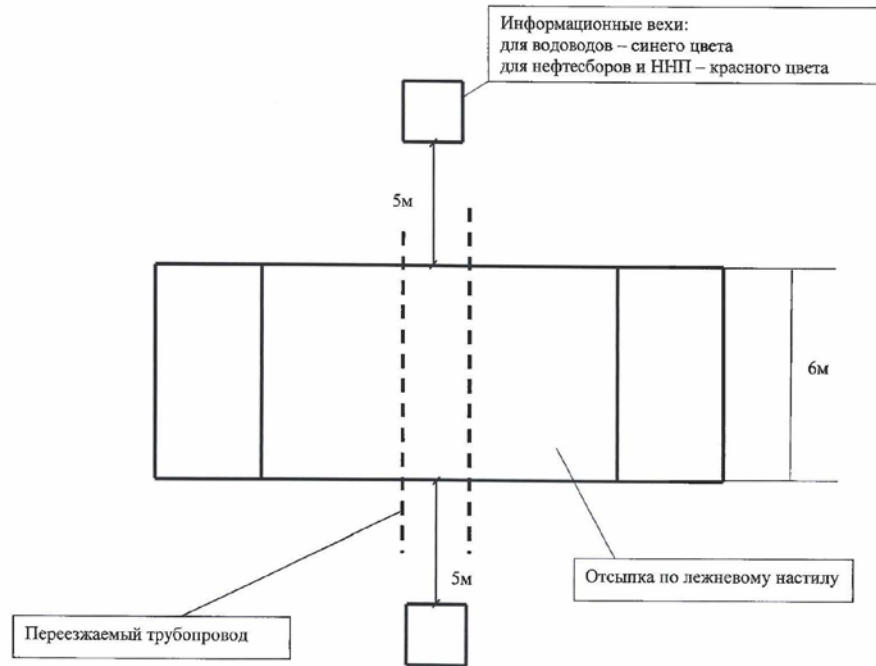 Информационные вехи:
для водоводов – синего цвета
для нефтесборов и ННП – красного цвета
5м
6м
5м
Отсыпка по лежневому настилу
Переезжаемый трубопровод